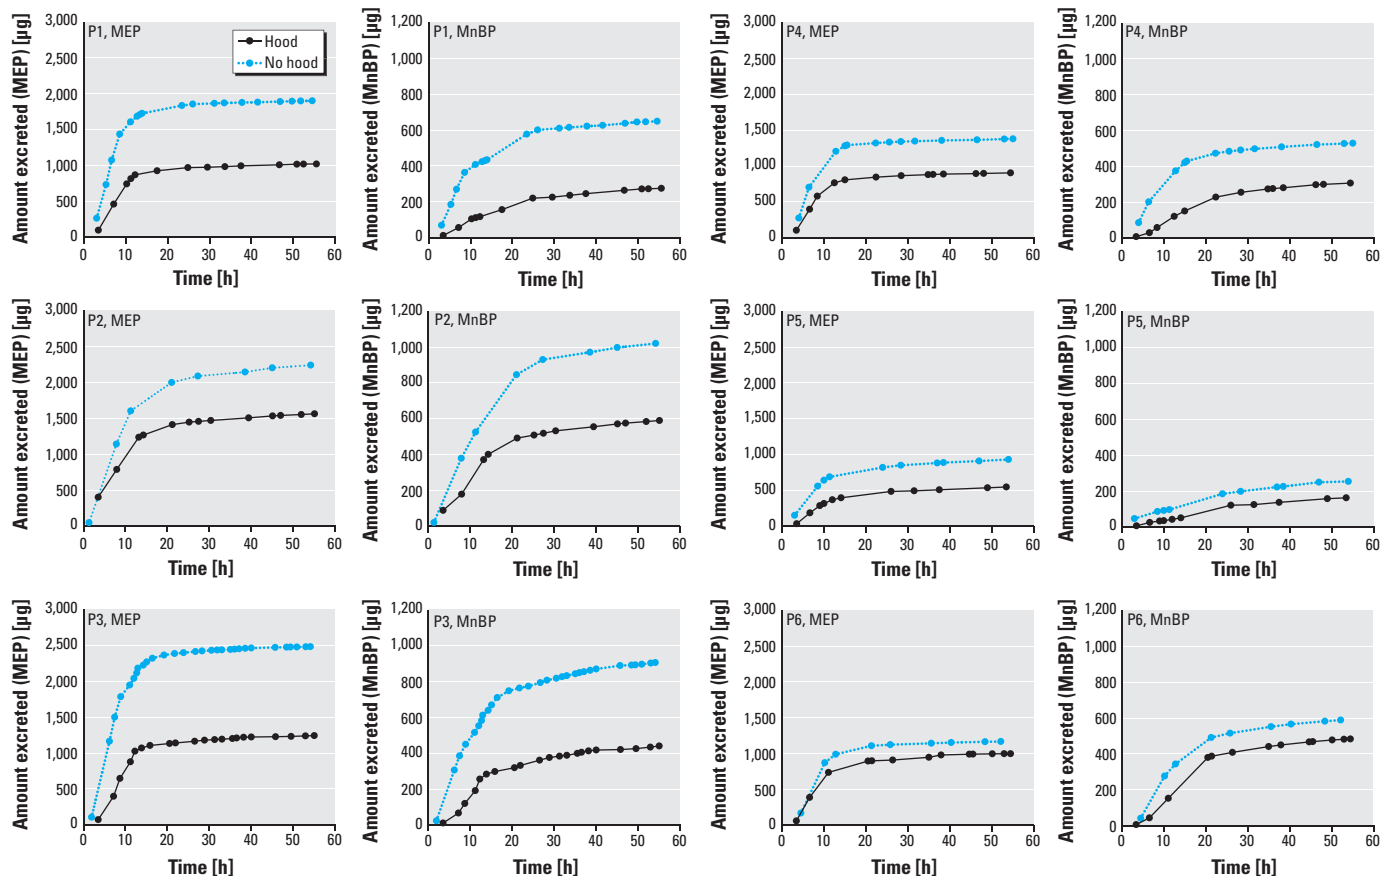 Amount excreted (MEP) [µg]
P1, MEP
Hood
No hood
3,000
2,500
2,000
1,500
1,000
500
0
0 10 20 30 40 50 60
Time [h]
Amount excreted (MnBP) [µg]
P1, MnBP
1,200
1,000
800
600
400
200
0
0 10 20 30 40 50 60
Time [h]
Amount excreted (MEP) [µg]
P4, MEP
3,000
2,500
2,000
1,500
1,000
500
0
0 10 20 30 40 50 60
Time [h]
Amount excreted (MnBP) [µg]
P4, MnBP
1,200
1,000
800
600
400
200
0
0 10 20 30 40 50 60
Time [h]
Amount excreted (MEP) [µg]
P2, MEP
3,000
2,500
2,000
1,500
1,000
500
0
0 10 20 30 40 50 60
Time [h]
Amount excreted (MnBP) [µg]
P2, MnBP
1,200
1,000
800
600
400
200
0
0 10 20 30 40 50 60
Time [h]
Amount excreted (MEP) [µg]
P5, MEP
3,000
2,500
2,000
1,500
1,000
500
0
0 10 20 30 40 50 60
Time [h]
Amount excreted (MnBP) [µg]
P5, MnBP
1,200
1,000
800
600
400
200
0
0 10 20 30 40 50 60
Time [h]
Amount excreted (MEP) [µg]
P3, MEP
3,000
2,500
2,000
1,500
1,000
500
0
0 10 20 30 40 50 60
Time [h]
Amount excreted (MnBP) [µg]
P3, MnBP
1,200
1,000
800
600
400
200
0
0 10 20 30 40 50 60
Time [h]
Amount excreted (MEP) [µg]
P6, MEP
3,000
2,500
2,000
1,500
1,000
500
0
0 10 20 30 40 50 60
Time [h]
Amount excreted (MnBP) [µg]
P6, MnBP
1,200
1,000
800
600
400
200
0
0 10 20 30 40 50 60
Time [h]